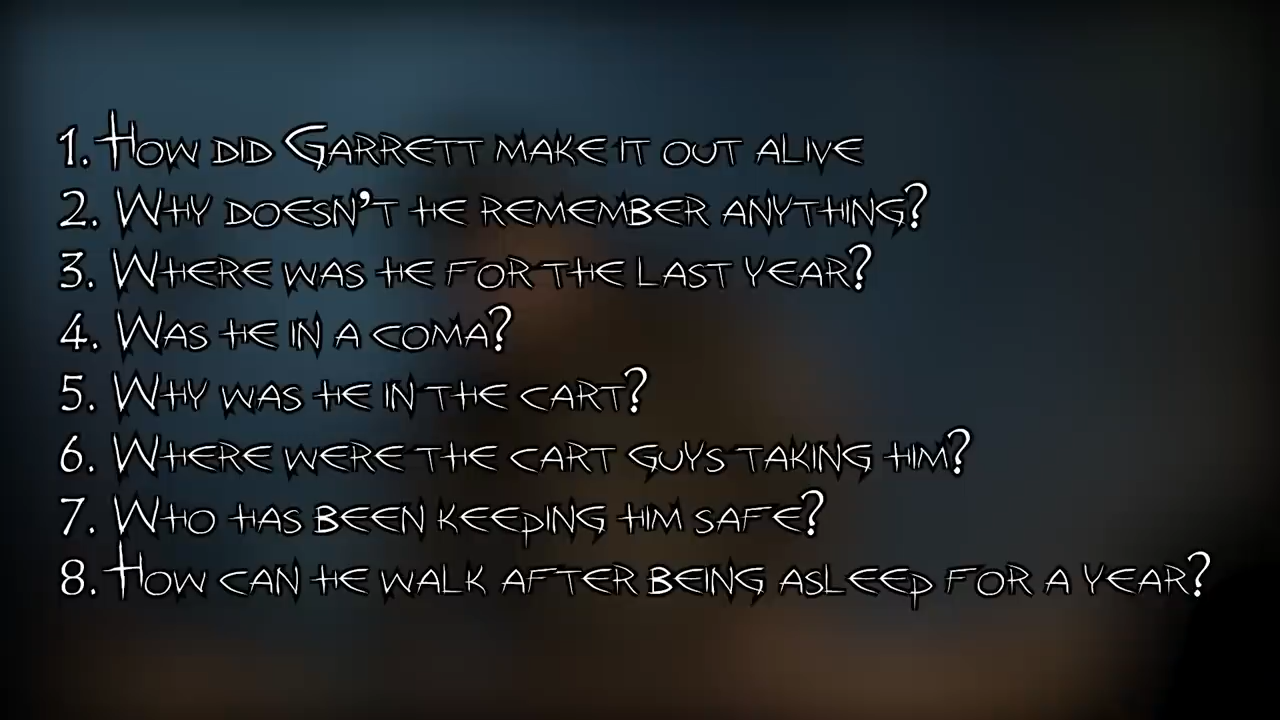 1. How did Garrett make it out alive
2. Why doesn't he remember anything?
3. Where was he for the last year?
4. Was he in a coma?
5. Why was he in the cart?
6. Where were the cart guys taking him?
7. Who has been keeping him safe?
8. How can he walk after being asleep for a year?